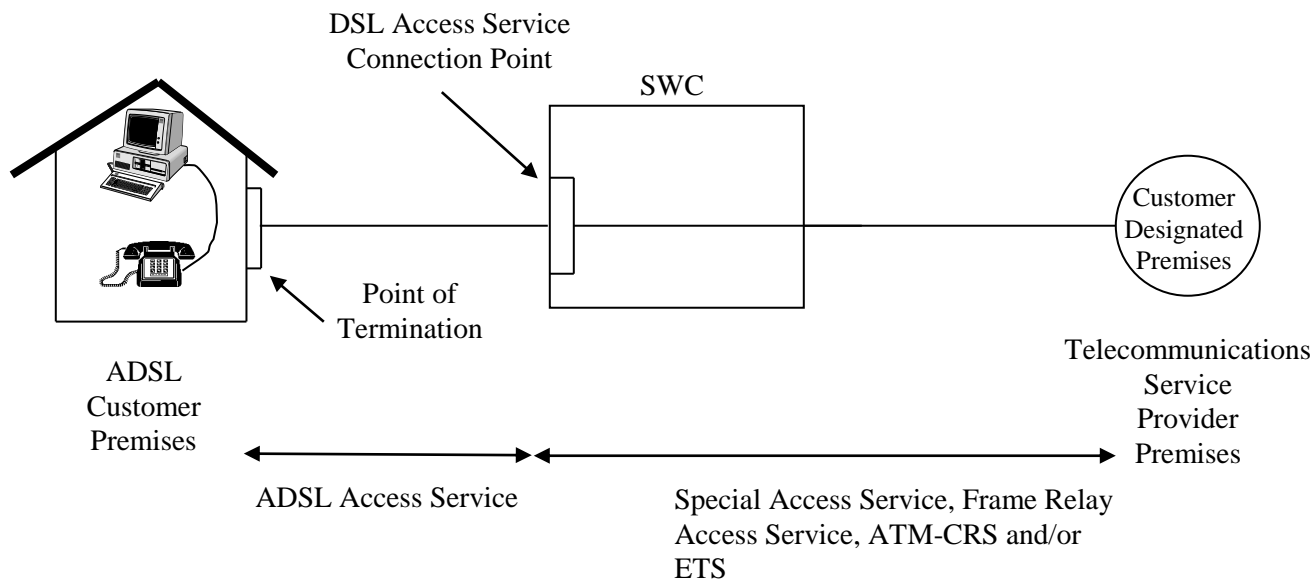 DSL Access Service
Connection Point
SWC
Customer
Designated
Premises
Point of
Termination
ADSL
Customer
Premises
Telecommunications
Service
Provider
Premises
ADSL Access Service
Special Access Service, Frame Relay
Access Service, ATM-CRS and/or
ETS